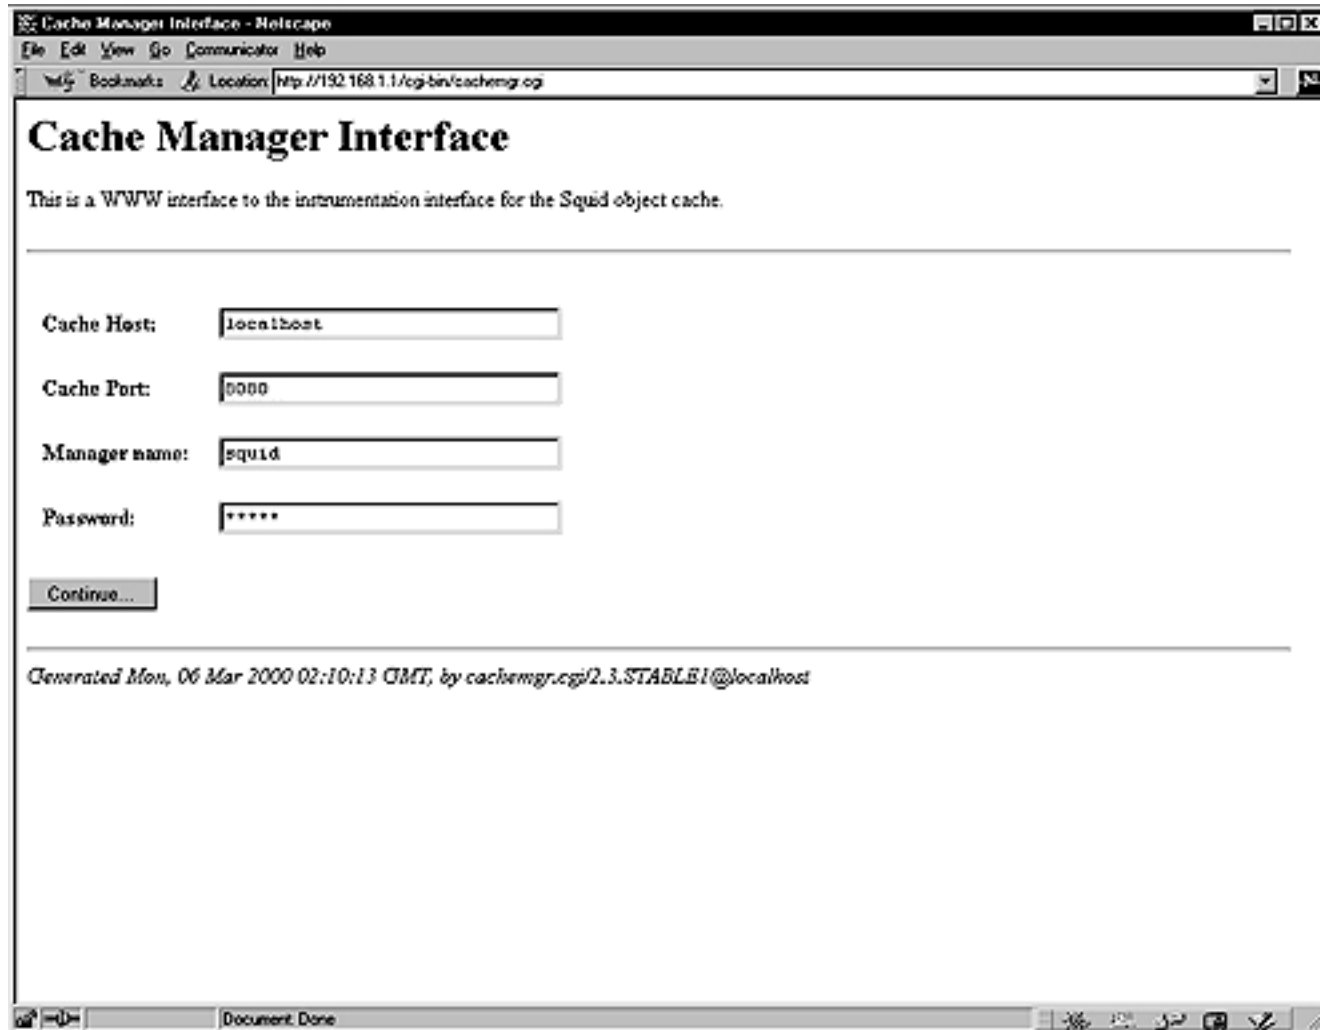 Cache Manager Interface - Netscape
File Edit View Go Communicator Help
Bookmarks Location: http://192.168.1.1/cgi-bin/cachemgr.cgi
Cache Manager Interface
This is a WWW interface to the instrumentation interface for the Squid object cache.
Cache Host: localhost
Cache Port: 8080
Manager name: squid
Password: *****
Continue...
Generated Mon, 06 Mar 2000 02:10:13 GMT, by cachemgr.cgi/2.3.STABLE1@localhost
Document: Done